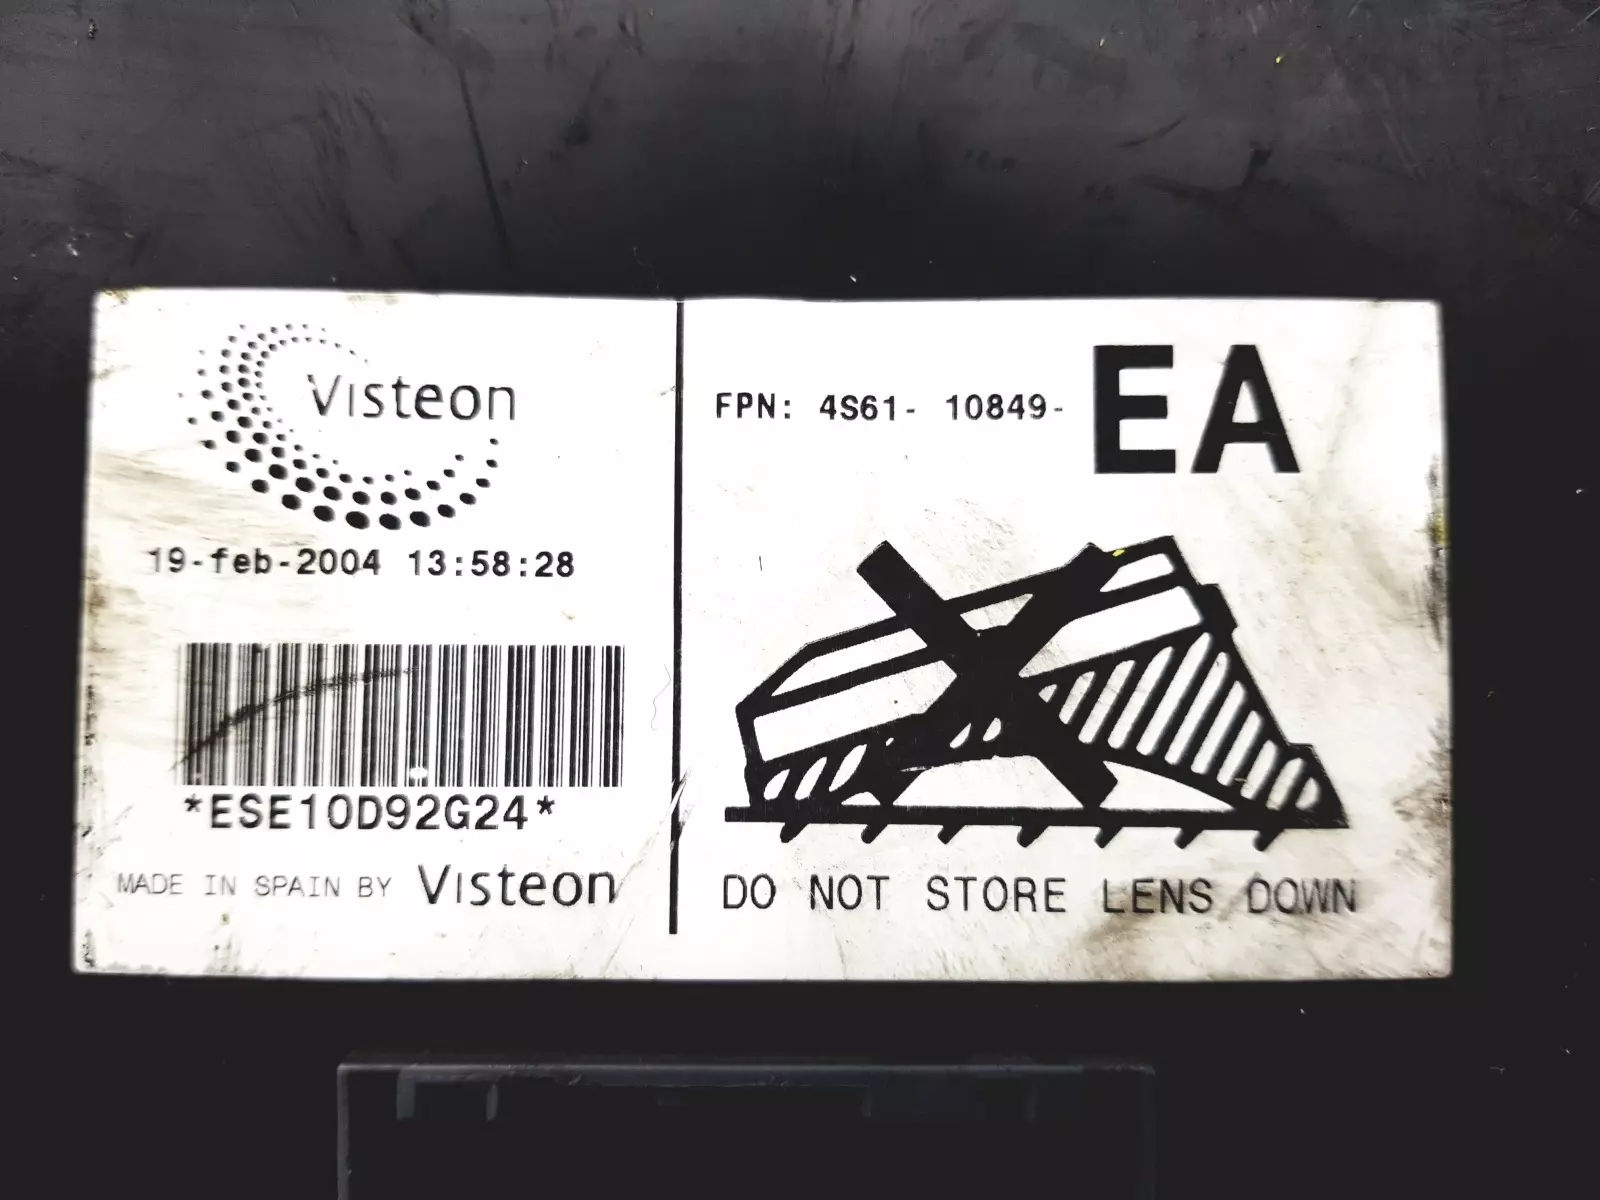 Visteon
19-feb-2004 13:58:28
*ESE10D92G24*
MADE IN SPAIN BY Visteon
FPN: 4S61- 10849- EA
DO NOT STORE LENS DOWN